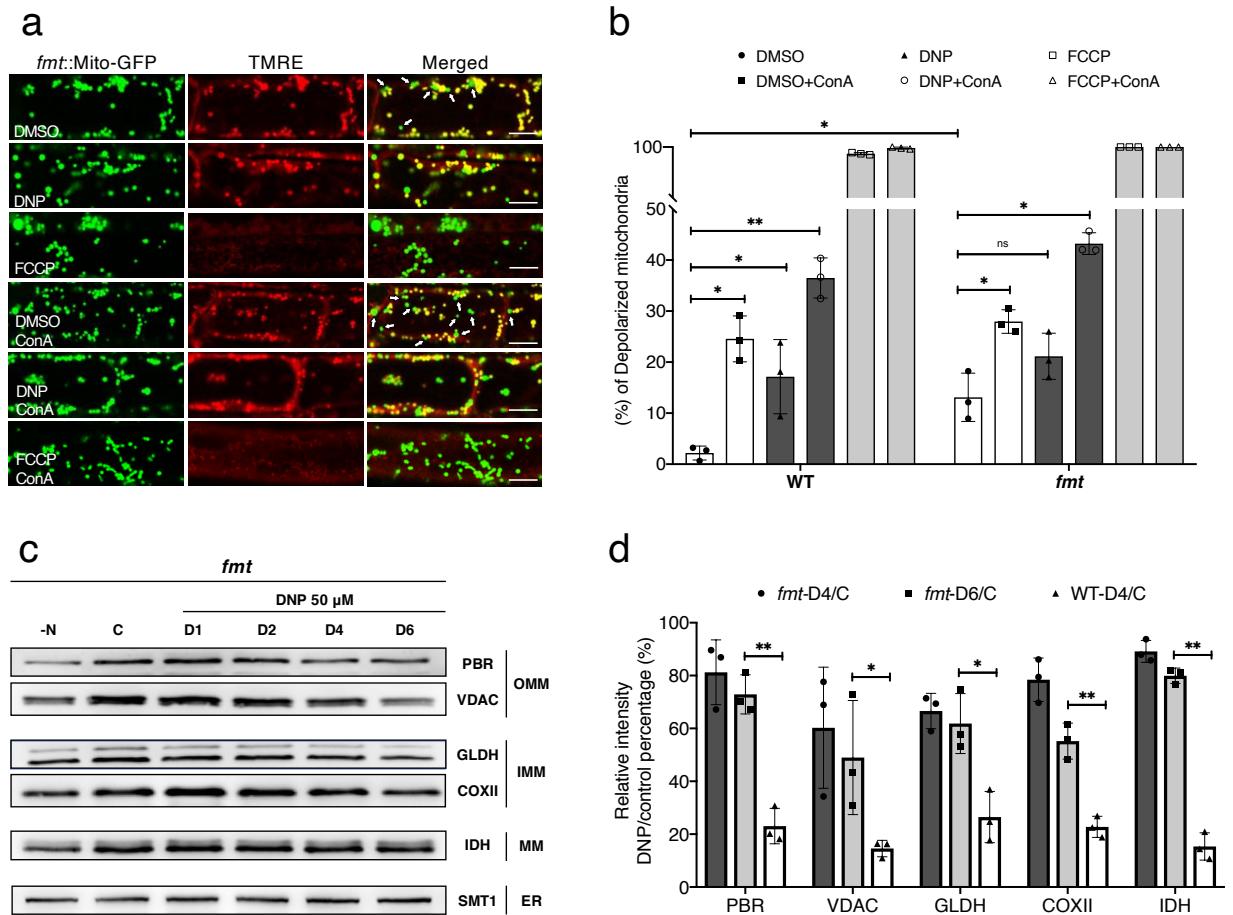 a
fmt::Mito-GFP TMRE Merged
DMSO
DNP
FCCP
DMSO
ConA
DNP
ConA
FCCP
ConA
b
DMSO DNP FCCP
DMSO+ConA DNP+ConA FCCP+ConA
(%) of Depolarized mitochondria
100
50
40
30
20
10
0
*
**
*
*
*
ns
*
WT fmt
c
fmt
DNP 50 µM
-N C D1 D2 D4 D6
PBR
VDAC
OMM
GLDH
COXII
IMM
IDH MM
SMT1 ER
d
fmt-D4/C fmt-D6/C WT-D4/C
Relative intensity
DNP/control percentage (%)
100
80
60
40
20
0
** * * ** **
PBR VDAC GLDH COXII IDH